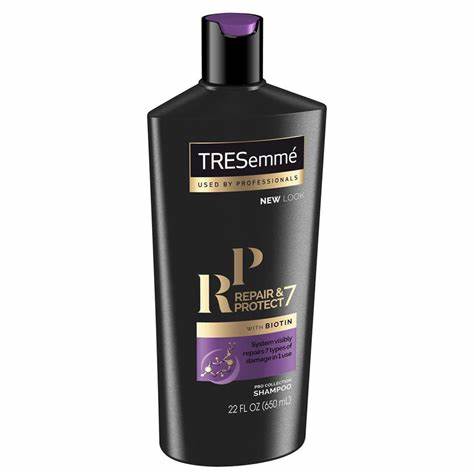 TRESemmé
USED BY PROFESSIONALS
NEW LOOK
RP
REPAIR &
PROTECT 7
WITH BIOTIN
System visibly
repairs 7 types of
damage in 1 use
PRO COLLECTION
SHAMPOO
22 FL OZ (650 mL)